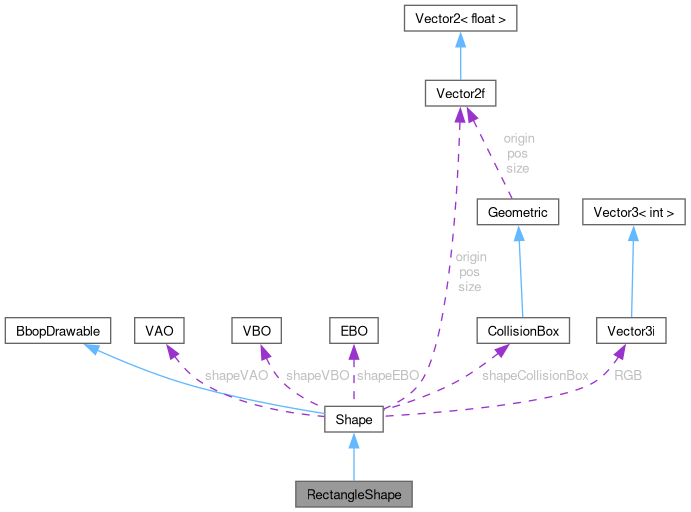 Vector2< float >
Vector2f
origin
pos
size
Geometric
Vector3< int >
origin
pos
size
BbopDrawable
VAO
VBO
EBO
CollisionBox
Vector3i
shapeVAO
shapeVBO
shapeEBO
shapeCollisionBox
RGB
Shape
RectangleShape